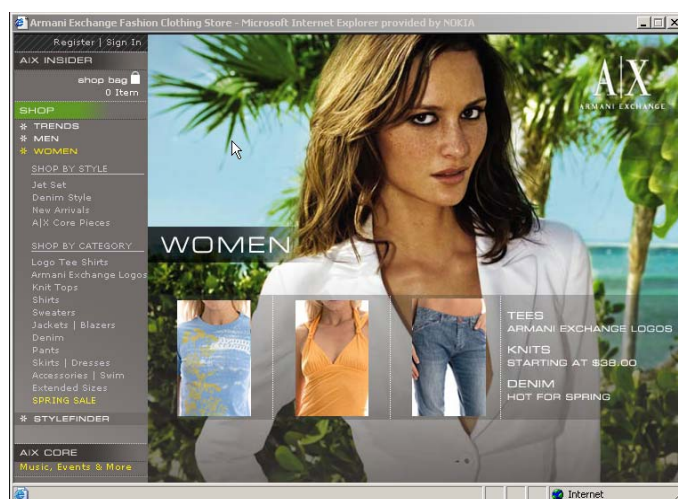 Armani Exchange Fashion Clothing Store - Microsoft Internet Explorer provided by NOKIA
Register | Sign In
A|X INSIDER
shop bag
0 Item
SHOP
TRENDS
MEN
WOMEN
SHOP BY STYLE
Jet Set
Denim Style
New Arrivals
A|X Core Pieces
SHOP BY CATEGORY
Logo Tee Shirts
Armani Exchange Logos
Knit Tops
Shirts
Sweaters
Jackets | Blazers
Denim
Pants
Skirts | Dresses
Accessories | Swim
Extended Sizes
SPRING SALE
STYLEFINDER
A|X CORE
Music, Events & More
A|X
ARMANI EXCHANGE
WOMEN
TEES
ARMANI EXCHANGE LOGOS
KNITS
STARTING AT $38.00
DENIM
HOT FOR SPRING
Internet